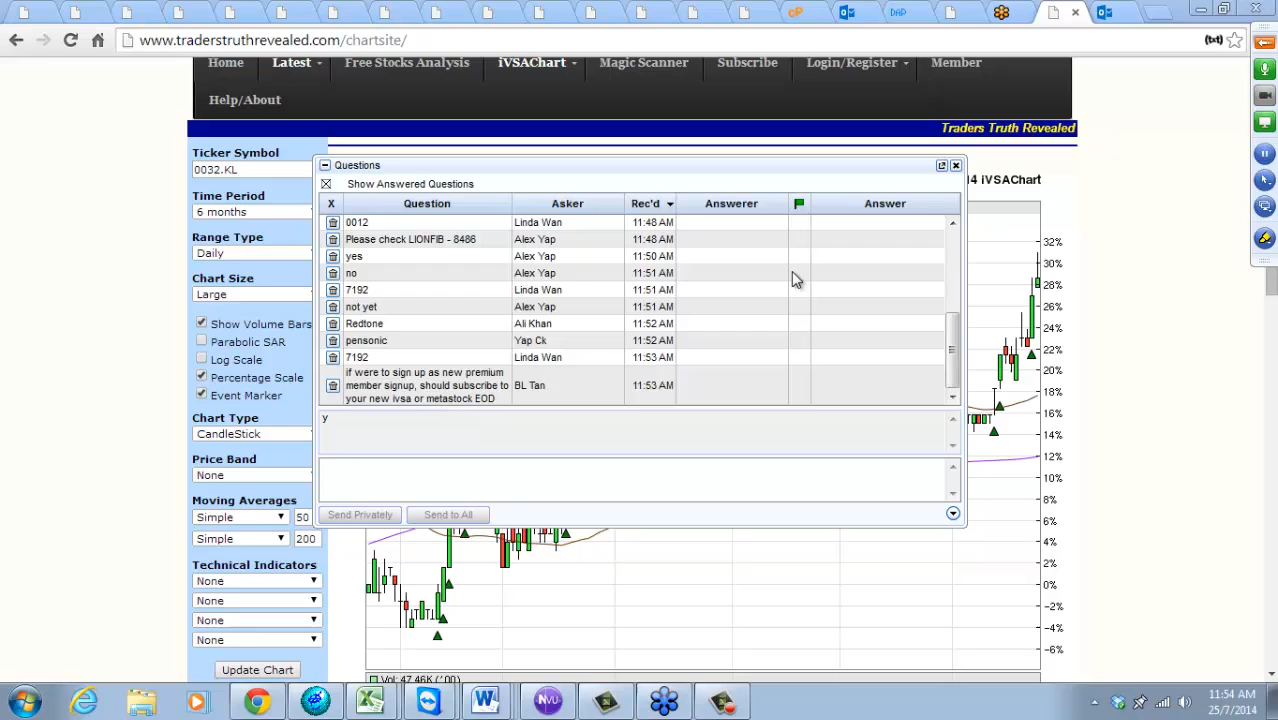 OP
DAP
www.traderstruthrevealed.com/chartsite/
(txt)
Home
Latest
Free Stocks Analysis
iVSAChart
Magic Scanner
Subscribe
Login/Register
Member
Help/About
Traders Truth Revealed
Ticker Symbol
0032.KL
Time Period
6 months
Range Type
Daily
Chart Size
Large
Show Volume Bars
Parabolic SAR
Log Scale
Percentage Scale
Event Marker
Chart Type
CandleStick
Price Band
None
Moving Averages
Simple 50
Simple 200
Technical Indicators
None
None
None
None
Update Chart
Questions
Show Answered Questions
X Question Asker Rec'd Answerer Answer
0012 Linda Wan 11:48 AM
Please check LIONFIB - 8486 Alex Yap 11:48 AM
yes Alex Yap 11:50 AM
no Alex Yap 11:51 AM
7192 Linda Wan 11:51 AM
not yet Alex Yap 11:51 AM
Redtone Ali Khan 11:52 AM
pensonic Yap Ck 11:52 AM
7192 Linda Wan 11:53 AM
if were to sign up as new premium
member signup, should subscribe to BL Tan 11:53 AM
your new ivsa or metastock EOD
y
Send Privately
Send to All
14 iVSAChart
32%
30%
28%
26%
24%
22%
20%
18%
16%
14%
12%
10%
8%
6%
4%
2%
0%
-2%
-4%
-6%
Vol: 47.46K ('00)
W
NVU
11:54 AM
25/7/2014